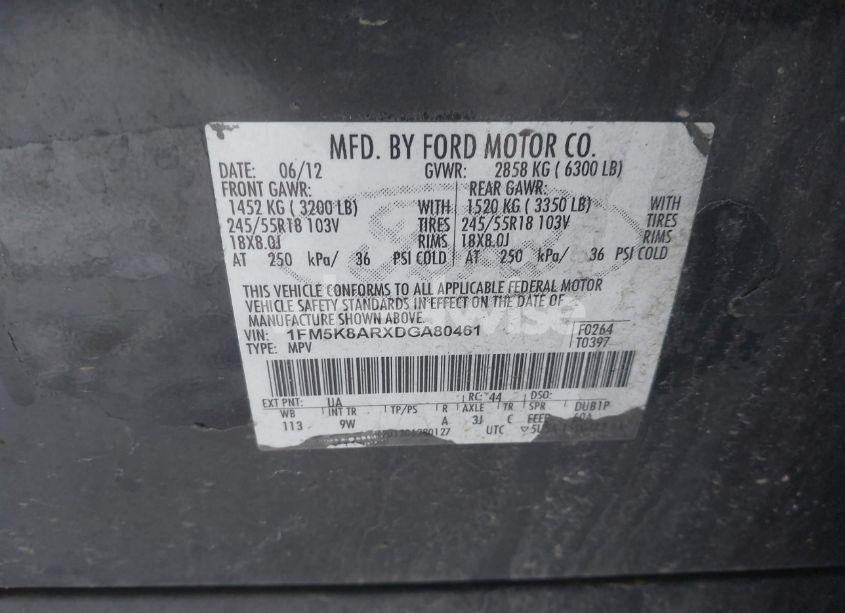 MFD. BY FORD MOTOR CO.
DATE: 06/12 GVWR: 2858 KG ( 6300 LB)
FRONT GAWR: REAR GAWR:
1452 KG ( 3200 LB) WITH 1520 KG ( 3350 LB) WITH
245/55R18 103V TIRES 245/55R18 103V TIRES
18X8.0J RIMS 18X8.0J RIMS
AT 250 kPa/ 36 PSI COLD AT 250 kPa/ 36 PSI COLD
THIS VEHICLE CONFORMS TO ALL APPLICABLE FEDERAL MOTOR
VEHICLE SAFETY STANDARDS IN EFFECT ON THE DATE OF
MANUFACTURE SHOWN ABOVE.
VIN: 1FM5K8ARXDGA80461 F0264
TYPE: MPV T0397
EXT PNT: UA RC: 44 DSO:
WB INT TR TP/PS R AXLE TR SPR DUB1P
113 9W A 3J C
UTC